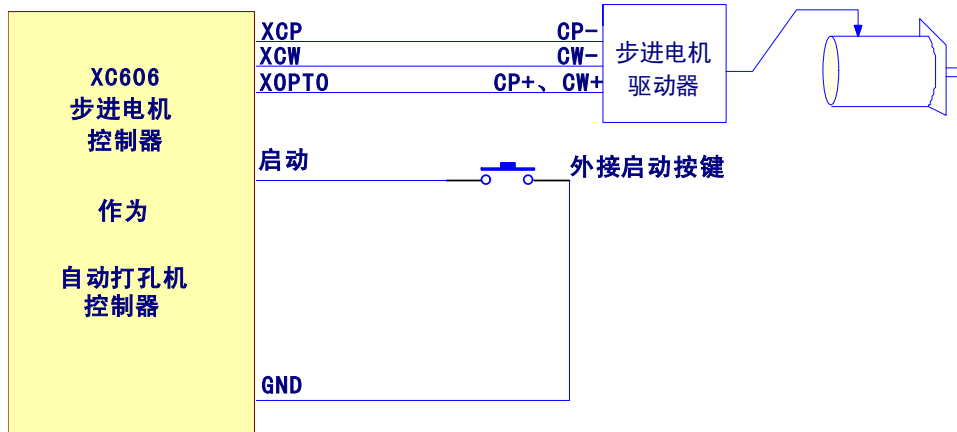 XC606
步进电机
控制器
作为
自动打孔机
控制器
XCP
XCW
XOPTO
CP-
CW-
CP+、CW+
步进电机
驱动器
启动
外接启动按键
GND